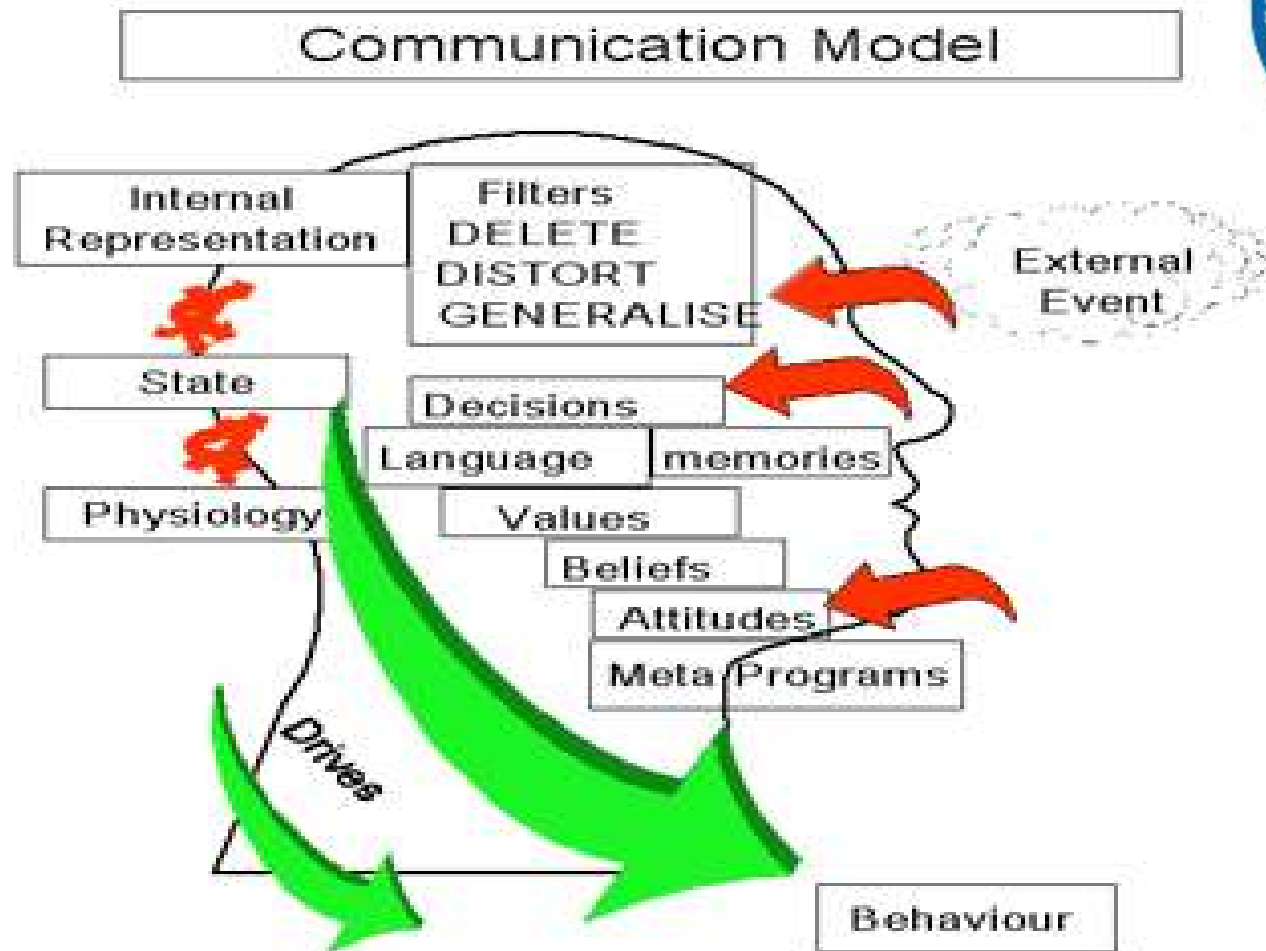 Communication Model
Internal
Representation
Filters
DELETE
DISTORT
GENERALISE
External
Event
State
Decisions
Language
memories
Physiology
Values
Beliefs
Attitudes
Meta Programs
Drives
Behaviour